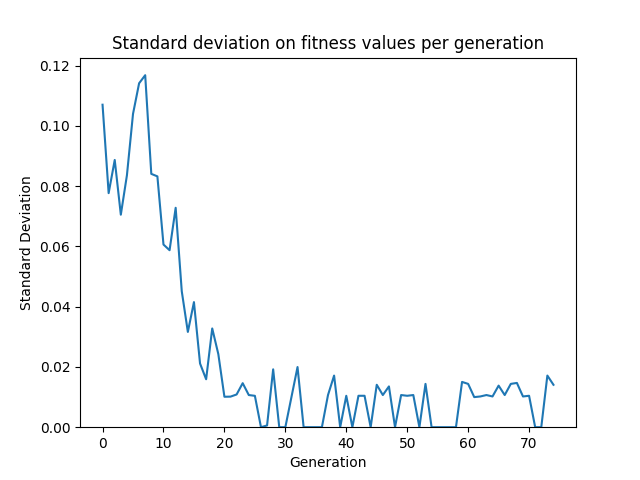 Standard deviation on fitness values per generation
0.12
0.10
0.08
0.06
0.04
0.02
0.00
Standard Deviation
0 10 20 30 40 50 60 70
Generation